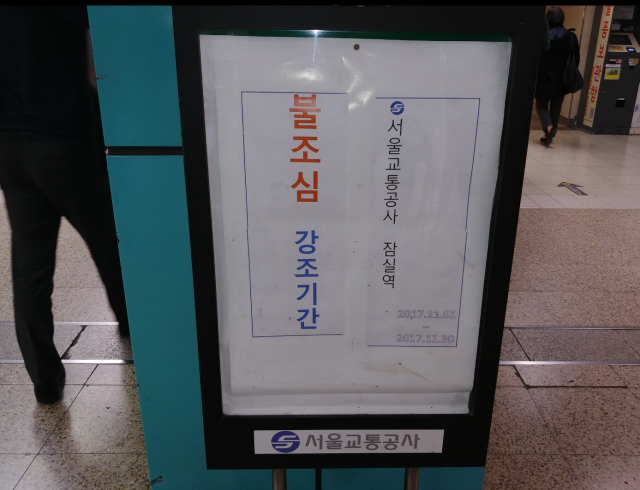 불조심 강조기간
서울교통공사 잠실역
2017.11.01
~
2017.11.30
서울교통공사